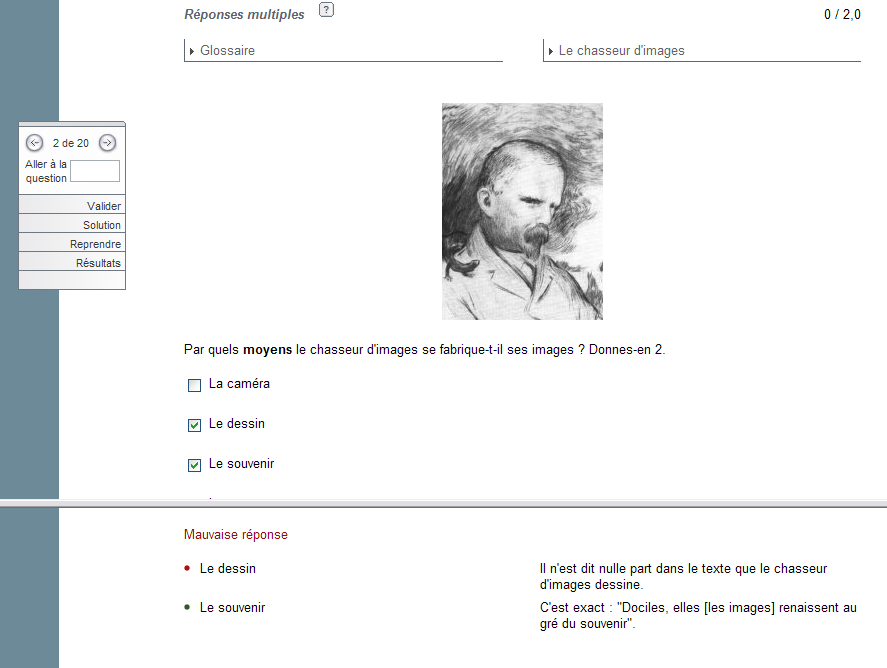 Réponses multiples ?
0 / 2,0
Glossaire
Le chasseur d'images
2 de 20
Aller à la
question
Valider
Solution
Reprendre
Résultats
Par quels moyens le chasseur d'images se fabrique-t-il ses images ? Donnes-en 2.
La caméra
Le dessin
Le souvenir
Mauvaise réponse
Le dessin
Il n'est dit nulle part dans le texte que le chasseur
d'images dessine.
Le souvenir
C'est exact : "Dociles, elles [les images] renaissent au
gré du souvenir".